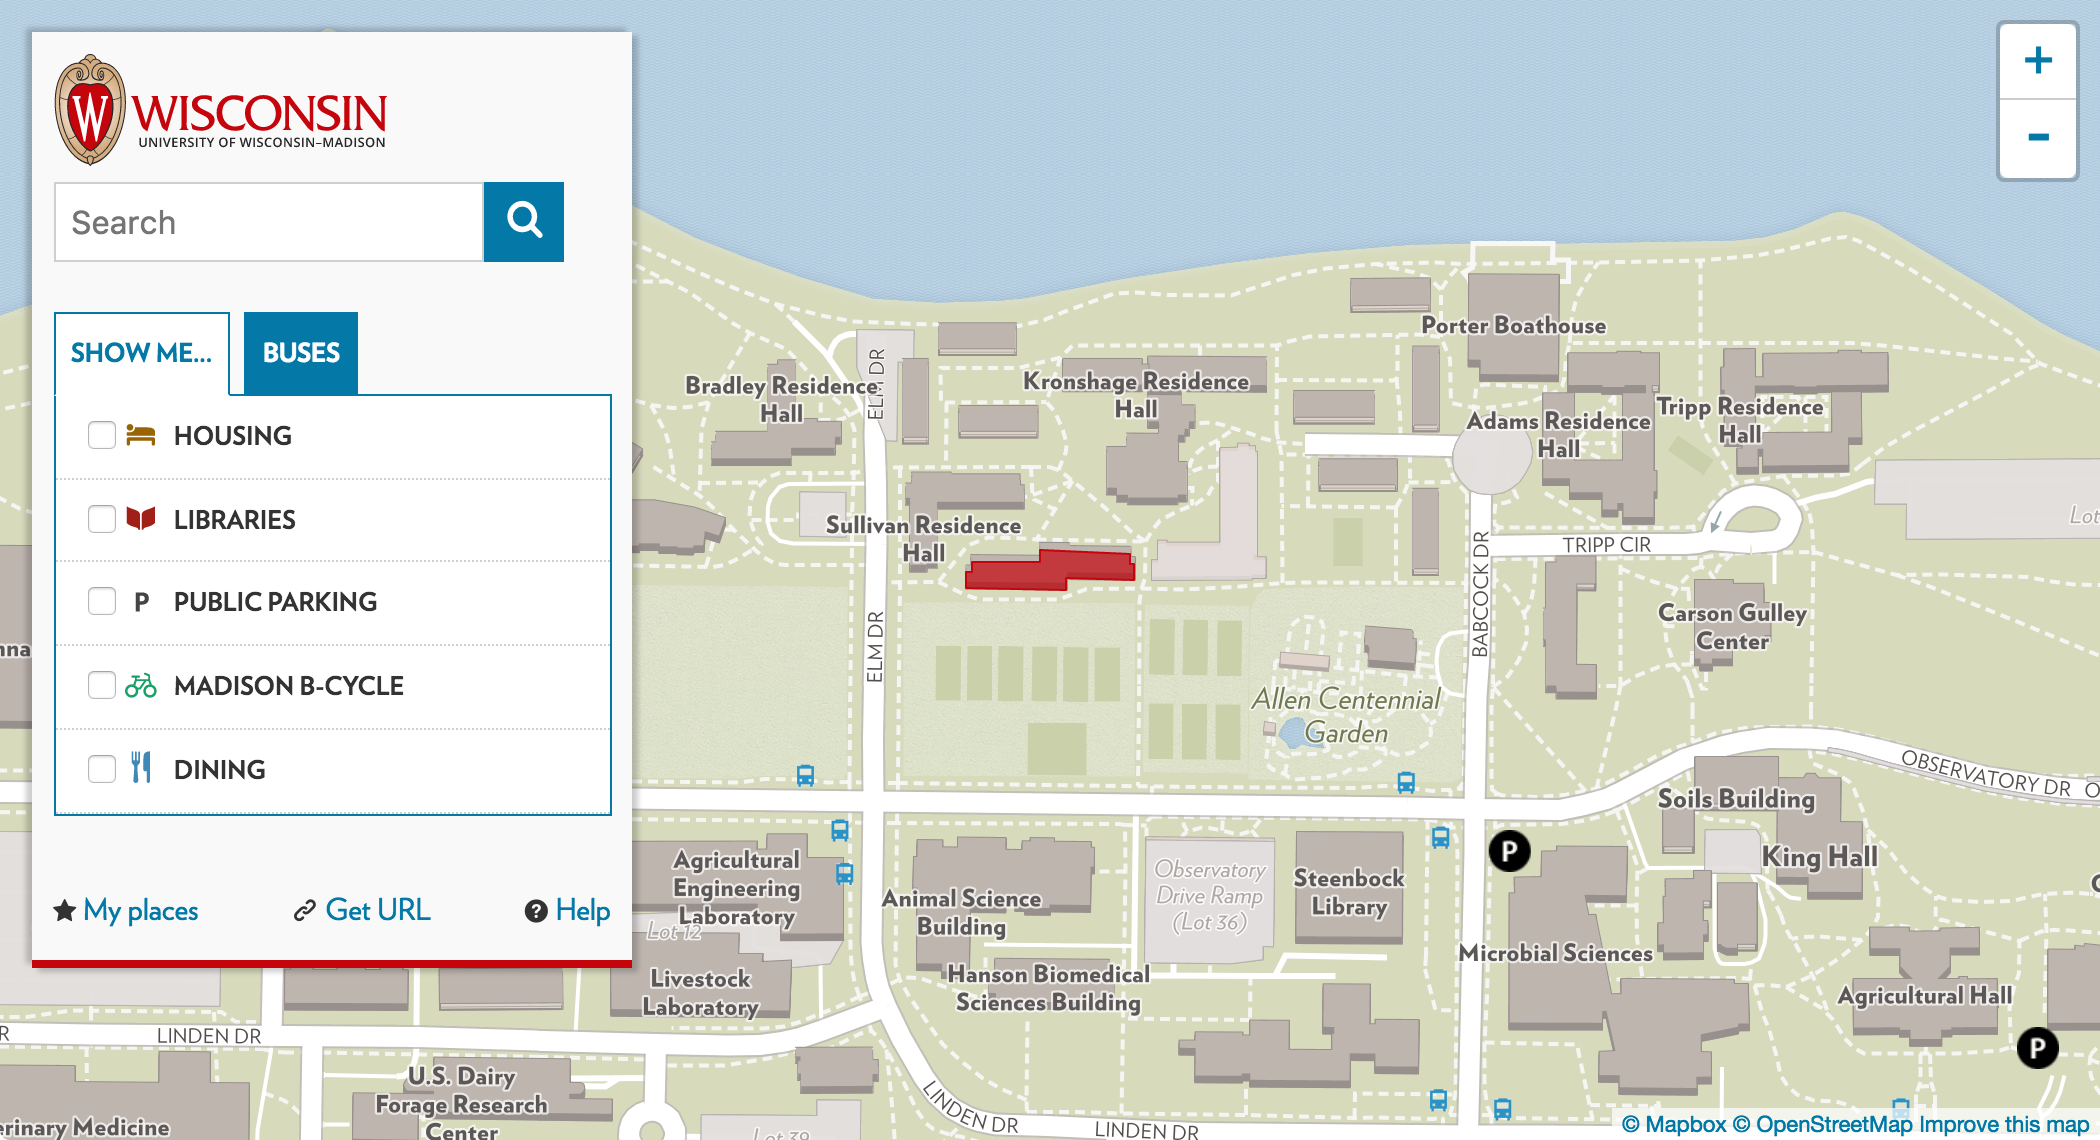 W
WISCONSIN
UNIVERSITY OF WISCONSIN–MADISON
Search
SHOW ME...
BUSES
HOUSING
LIBRARIES
P PUBLIC PARKING
MADISON B-CYCLE
DINING
My places
Get URL
? Help
+
-
Porter Boathouse
Bradley Residence
Hall
ELM DR
Kronshage Residence
Hall
Adams Residence
Hall
Tripp Residence
Hall
Sullivan Residence
Hall
Lot
TRIPP CIR
BABCOCK DR
ELM DR
Carson Gulley
Center
Allen Centennial
Garden
OBSERVATORY DR
Soils Building
King Hall
P
Agricultural
Engineering
Laboratory
Lot 12
Animal Science
Building
Observatory
Drive Ramp
(Lot 36)
Steenbock
Library
Microbial Sciences
Livestock
Laboratory
Hanson Biomedical
Sciences Building
Agricultural Hall
P
LINDEN DR
U.S. Dairy
Forage Research
Center
LINDEN DR
LINDEN DR
Lot 39
erinary Medicine
© Mapbox © OpenStreetMap Improve this map